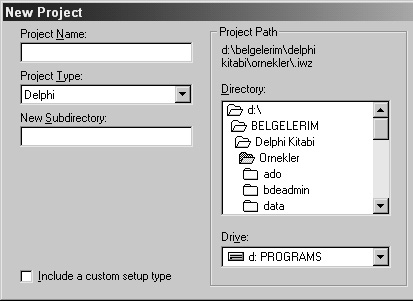 New Project
Project Name:
Project Type:
Delphi
New Subdirectory:
Include a custom setup type
Project Path
d:\belgelerim\delphi
kitabi\ornekler\.iwz
Directory:
d:\
BELGELERIM
Delphi Kitabi
Ornekler
ado
bdeadmin
data
Drive:
d: PROGRAMS